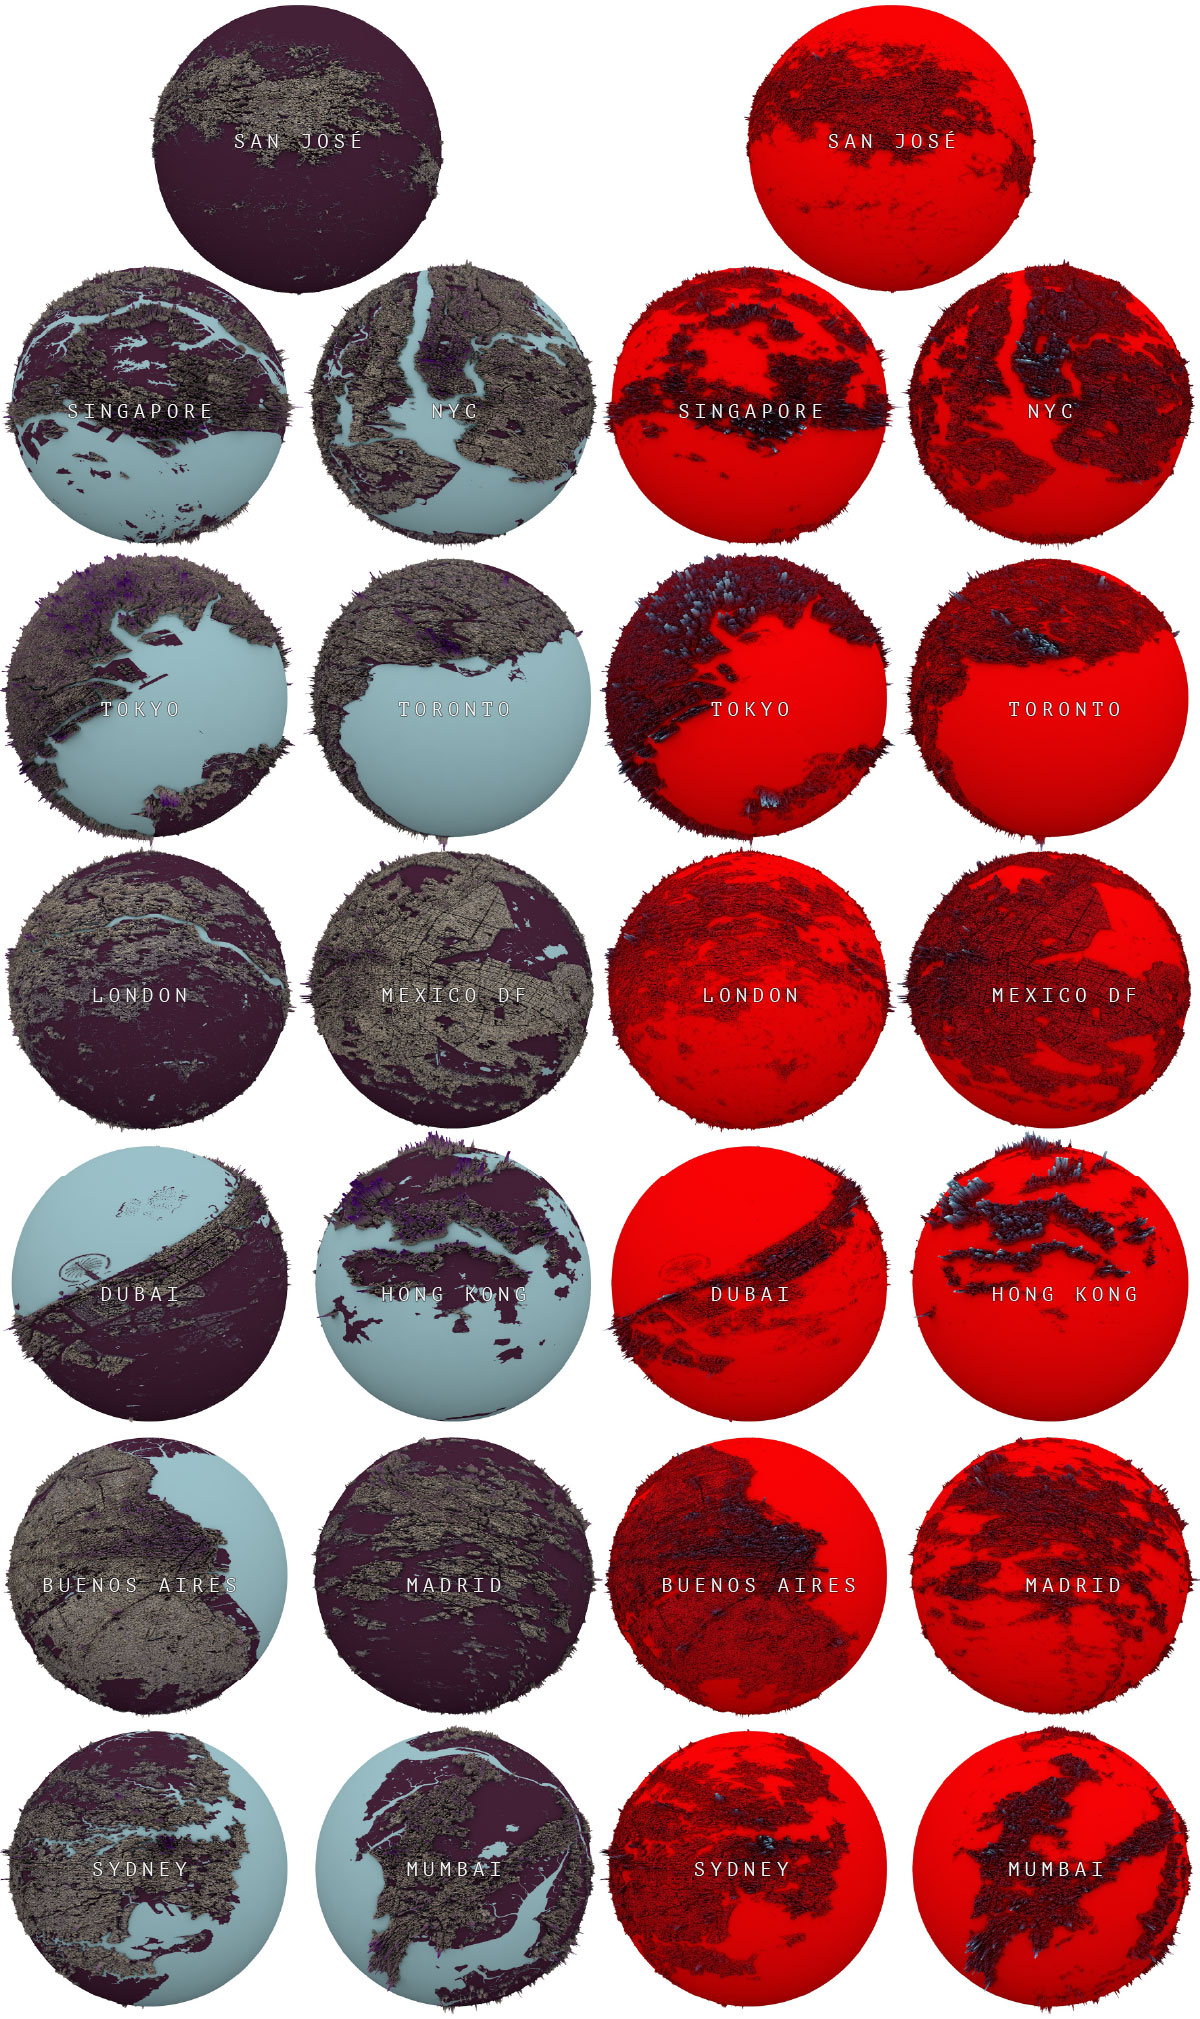 SAN JOSÉ SAN JOSÉ
SINGAPORE NYC SINGAPORE NYC
TOKYO TORONTO TOKYO TORONTO
LONDON MEXICO DF LONDON MEXICO DF
DUBAI HONG KONG DUBAI HONG KONG
BUENOS AIRES MADRID BUENOS AIRES MADRID
SYDNEY MUMBAI SYDNEY MUMBAI